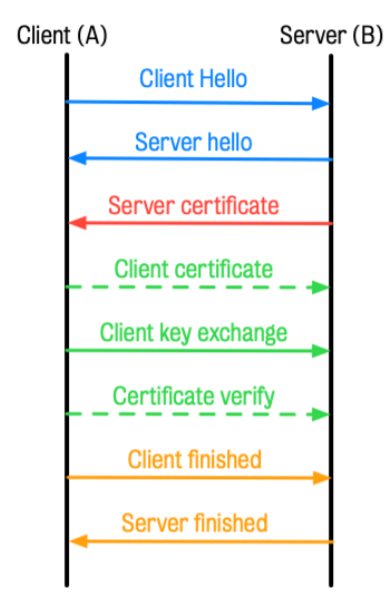 Client (A) Server (B)
Client Hello
Server hello
Server certificate
Client certificate
Client key exchange
Certificate verify
Client finished
Server finished